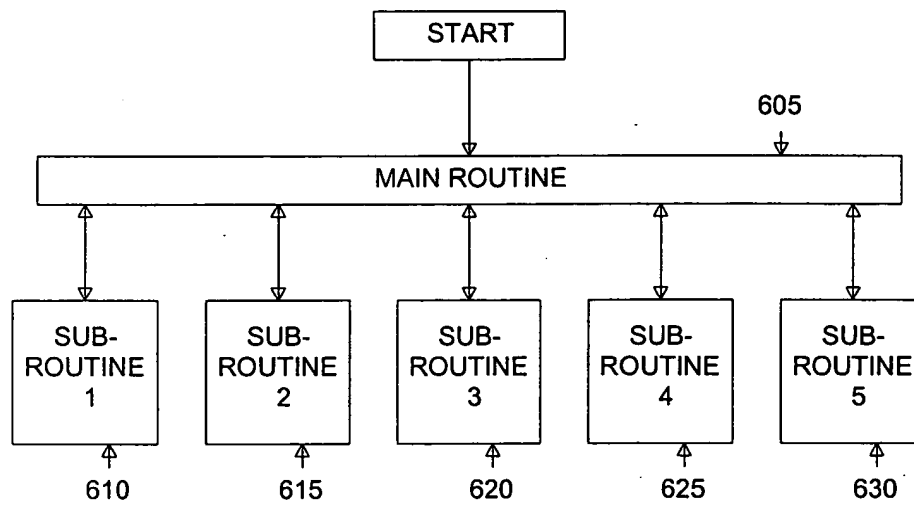 START
605
MAIN ROUTINE
SUB-
ROUTINE
1
SUB-
ROUTINE
2
SUB-
ROUTINE
3
SUB-
ROUTINE
4
SUB-
ROUTINE
5
610
615
620
625
630